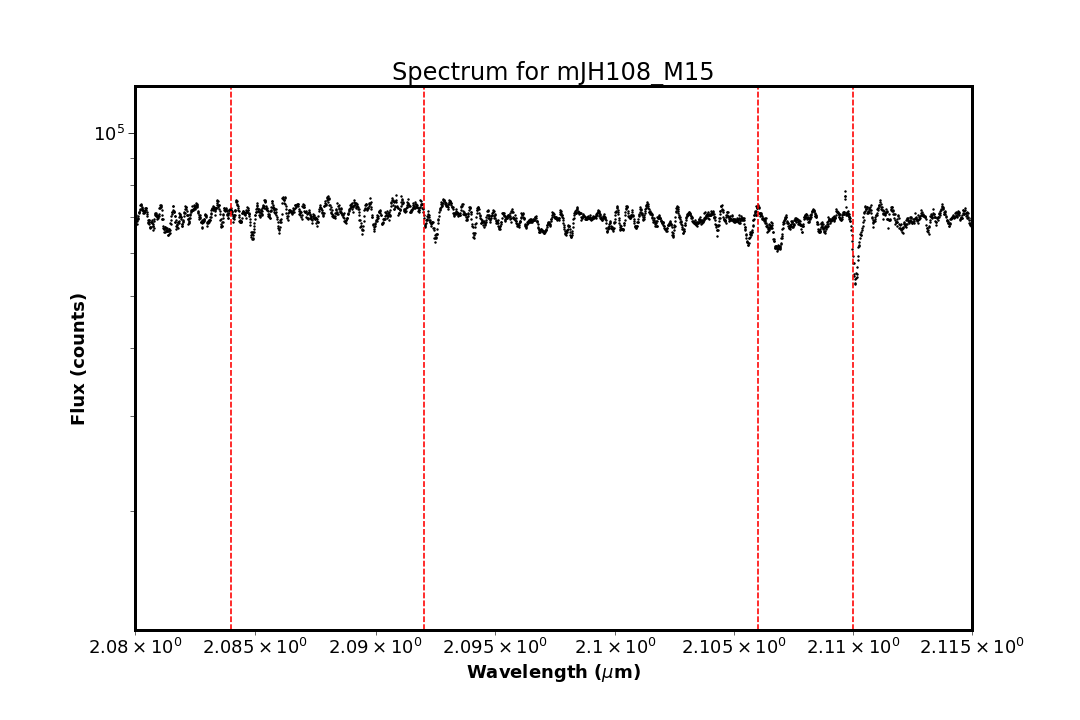 Spectrum for mJH108_M15
10⁵
Flux (counts)
2.08 × 10⁰ 2.085 × 10⁰ 2.09 × 10⁰ 2.095 × 10⁰ 2.1 × 10⁰ 2.105 × 10⁰ 2.11 × 10⁰ 2.115 × 10⁰
Wavelength (μm)